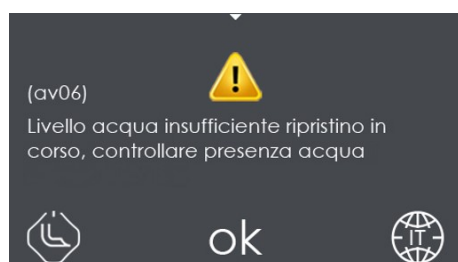 (av06)
Livello acqua insufficiente ripristino in
corso, controllare presenza acqua
ok
IT